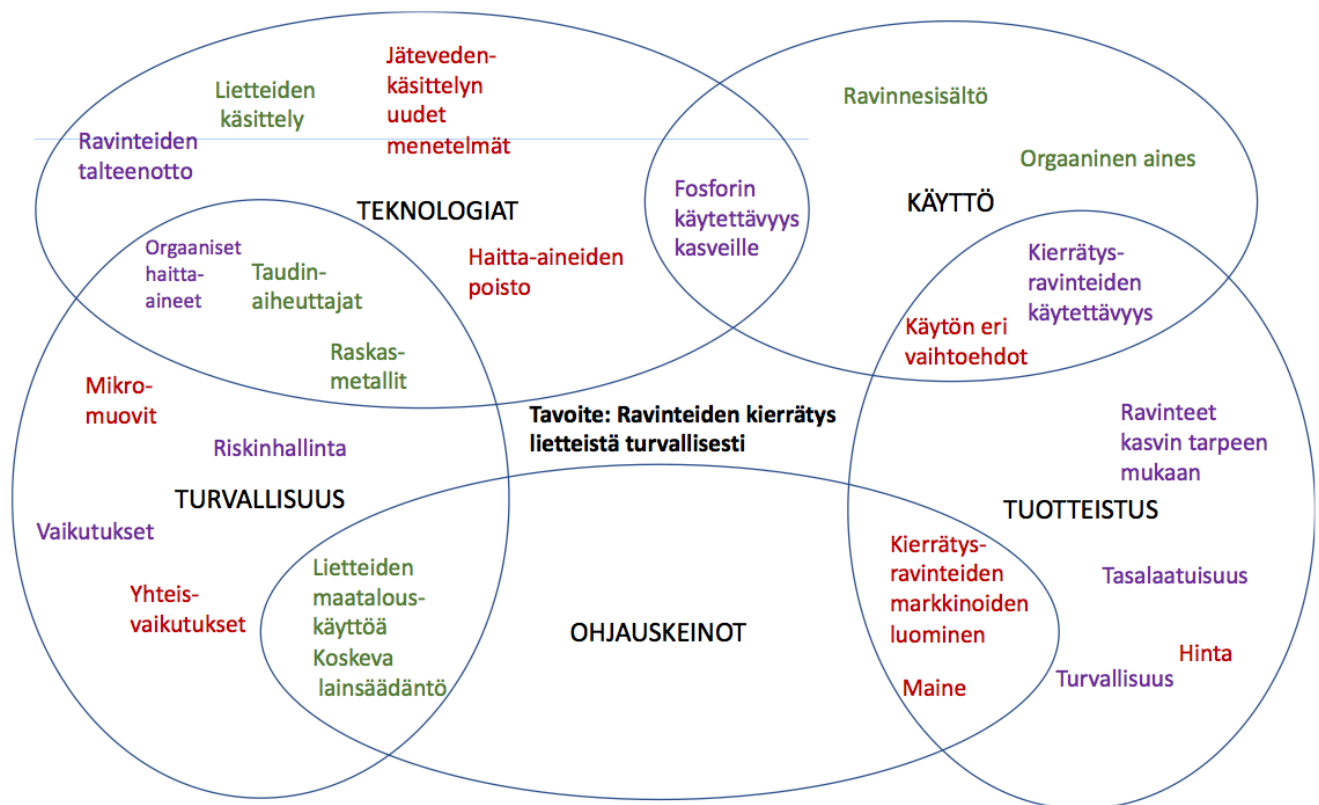 Jäteveden-
käsittelyn
uudet
menetelmät
Lietteiden
käsittely
Ravinteiden
talteenotto
TEKNOLOGIAT
Orgaaniset
haitta-
aineet
Taudin-
aiheuttajat
Haitta-aineiden
poisto
Raskas-
metallit
Fosforin
käytettävyys
kasveille
Ravinnesisältö
Orgaaninen aines
KÄYTTÖ
Kierrätys-
ravinteiden
käytettävyys
Käytön eri
vaihtoehdot
Mikro-
muovit
Riskinhallinta
TURVALLISUUS
Vaikutukset
Yhteis-
vaikutukset
Tavoite: Ravinteiden kierrätys
lietteistä turvallisesti
Lietteiden
maatalous-
käyttöä
Koskeva
lainsäädäntö
OHJAUSKEINOT
Ravinteet
kasvin tarpeen
mukaan
TUOTTEISTUS
Kierrätys-
ravinteiden
markkinoiden
luominen
Maine
Tasalaatuisuus
Hinta
Turvallisuus